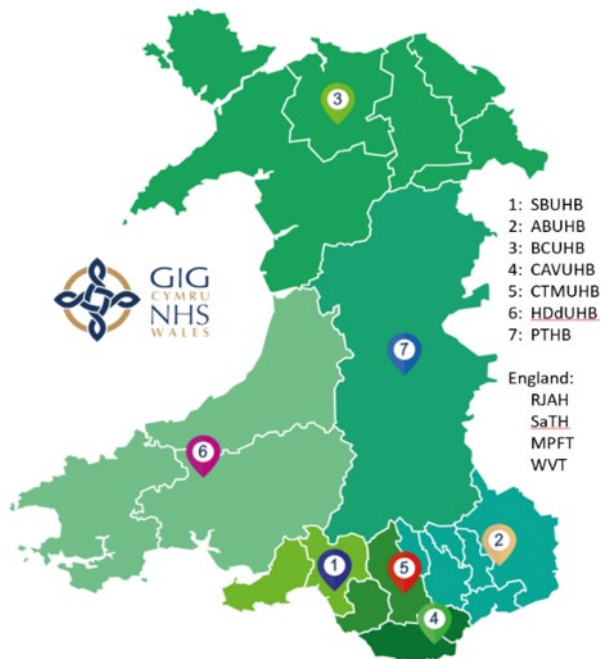 3
1: SBUHB
2: ABUHB
3: BCUHB
4: CAVUHB
5: CTMUHB
6: HDdUHB
7: PTHB
GIG
CYMRU
NHS
WALES
7
England:
RJAH
SaTH
MPFT
WVT
6
2
1
5
4